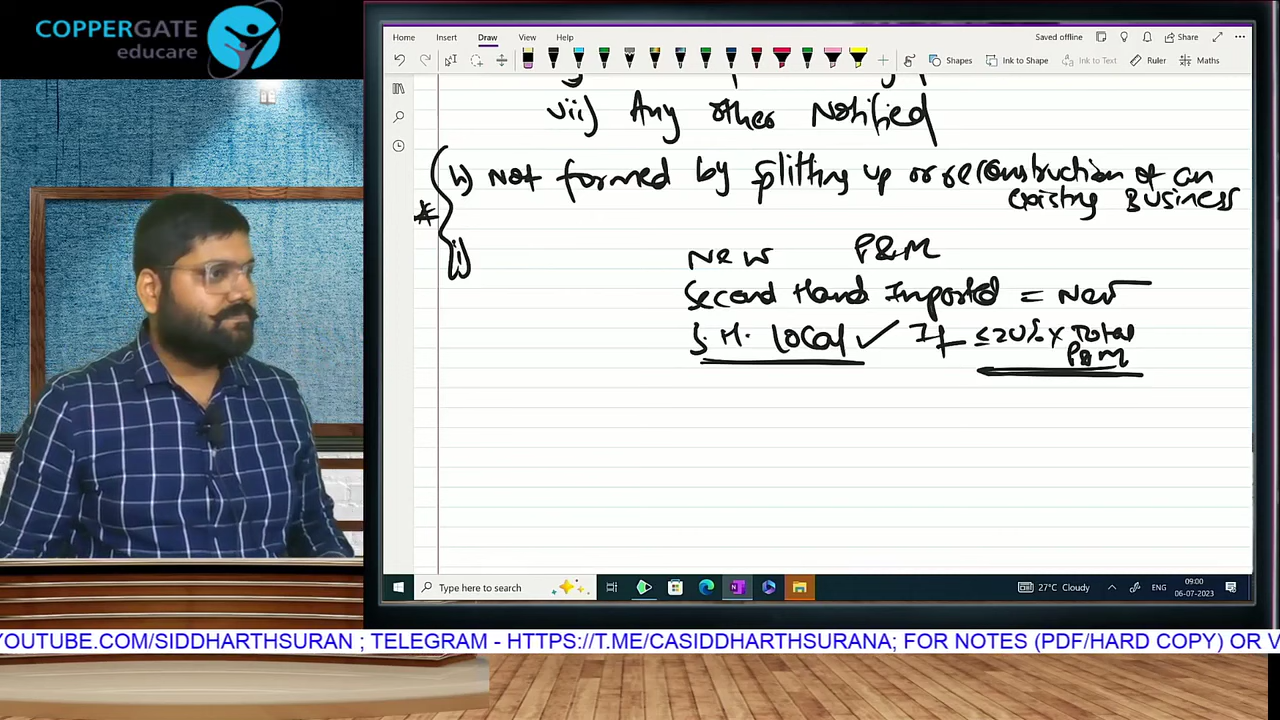 COPPERGATE
educare
Home Insert Draw View Help
Saved offline
Share
Shapes
Ink to Shape
Ink to Text
Ruler
Maths
vii) Any other Notified
h) Not formed by splitting up or reconstruction of an
existing Business
i)
New P&M
Second Hand Imported = New
S.H. Local ✓ If ≤20% x Total
P&M
Type here to search
27°C Cloudy
ENG
09:00
06-07-2023
YOUTUBE.COM/SIDDHARTHSURAN ; TELEGRAM - HTTPS://T.ME/CASIDDHARTHSURANA; FOR NOTES (PDF/HARD COPY) OR V